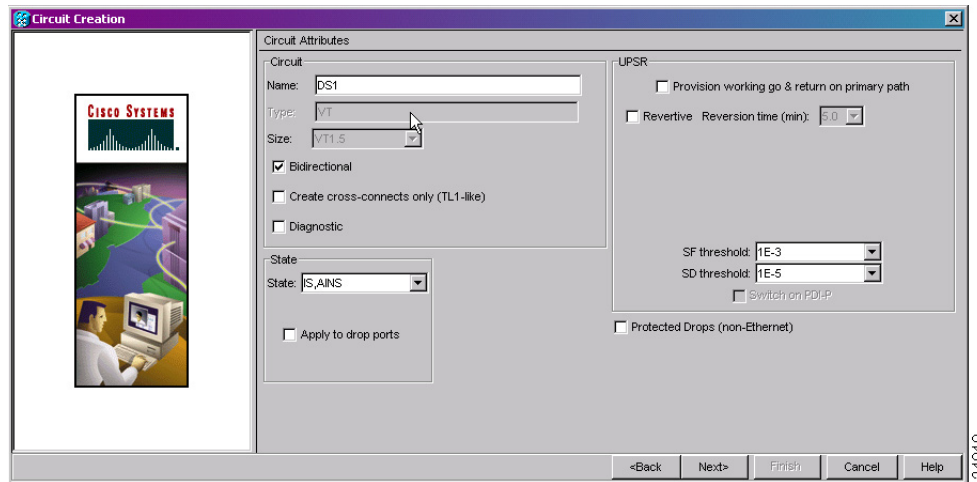 Circuit Creation
CISCO SYSTEMS
Circuit Attributes
Circuit
Name: DS1
Type: VT
Size: VT1.5
Bidirectional
Create cross-connects only (TL1-like)
Diagnostic
State
State: IS,AINS
Apply to drop ports
UPSR
Provision working go & return on primary path
Revertive Reversion time (min): 5.0
SF threshold: 1E-3
SD threshold: 1E-5
Switch on PDI-P
Protected Drops (non-Ethernet)
<Back Next> Finish Cancel Help